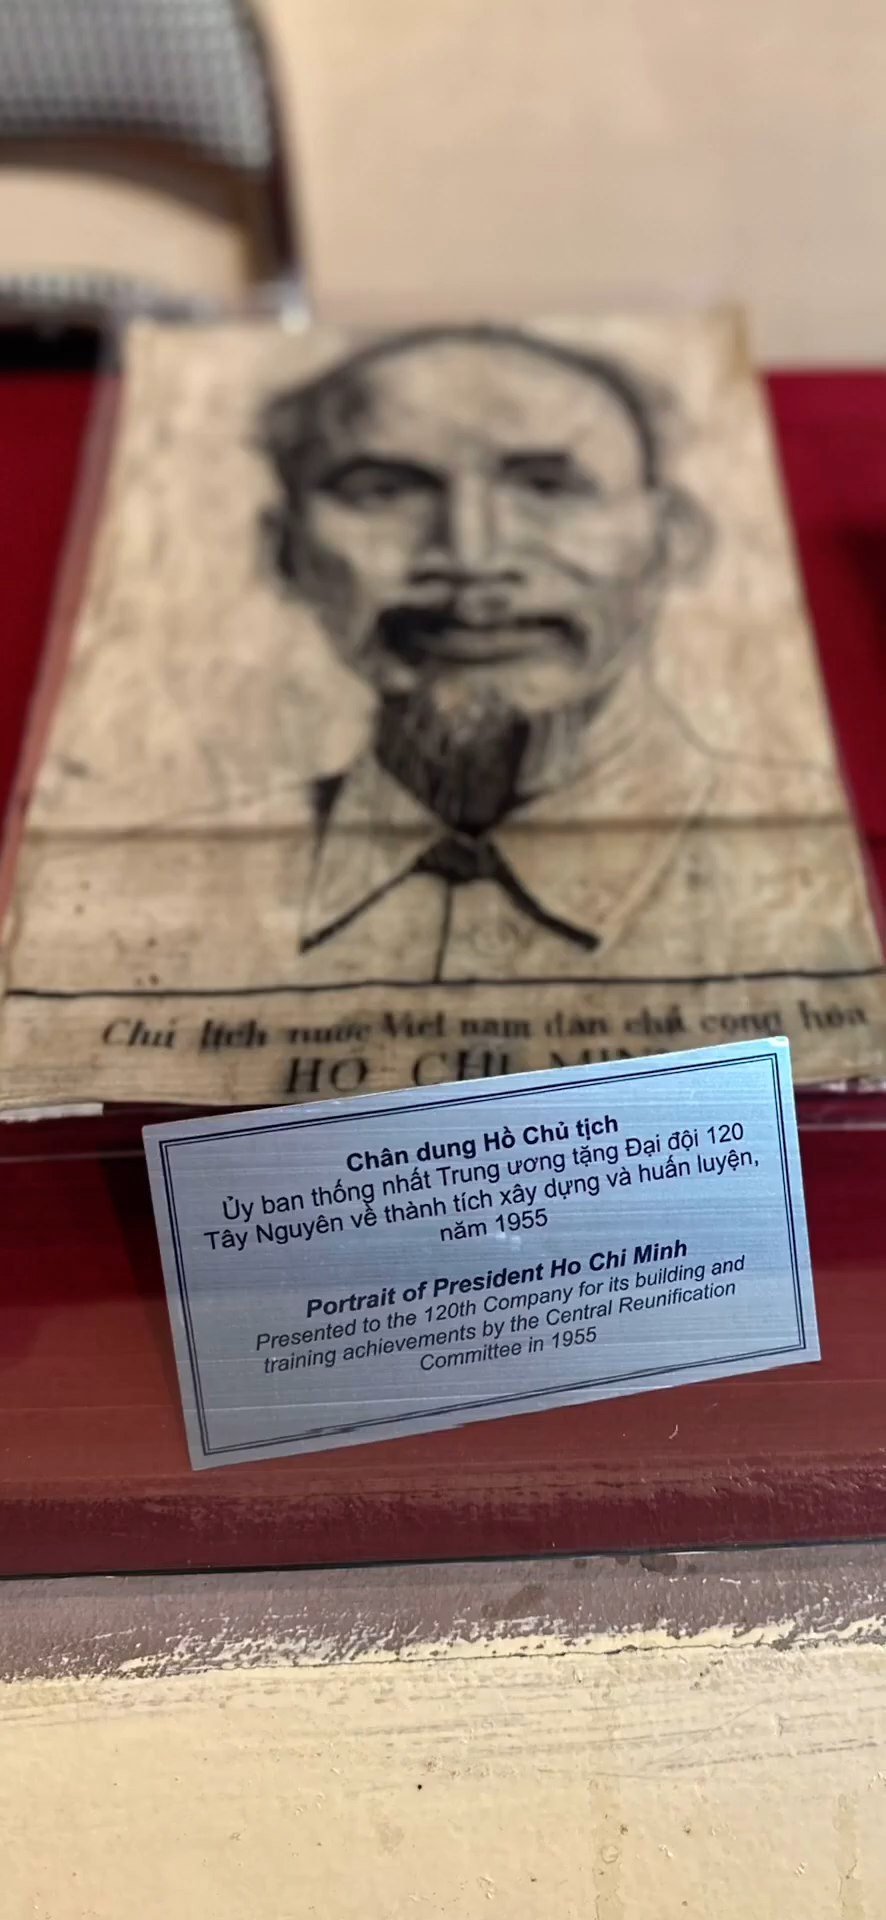 Chủ tịch nước Việt nam dân chủ cộng hòa
HỒ CHÍ MINH
Chân dung Hồ Chủ tịch
Ủy ban thống nhất Trung ương tặng Đại đội 120
Tây Nguyên về thành tích xây dựng và huấn luyện,
năm 1955
Portrait of President Ho Chi Minh
Presented to the 120th Company for its building and
training achievements by the Central Reunification
Committee in 1955